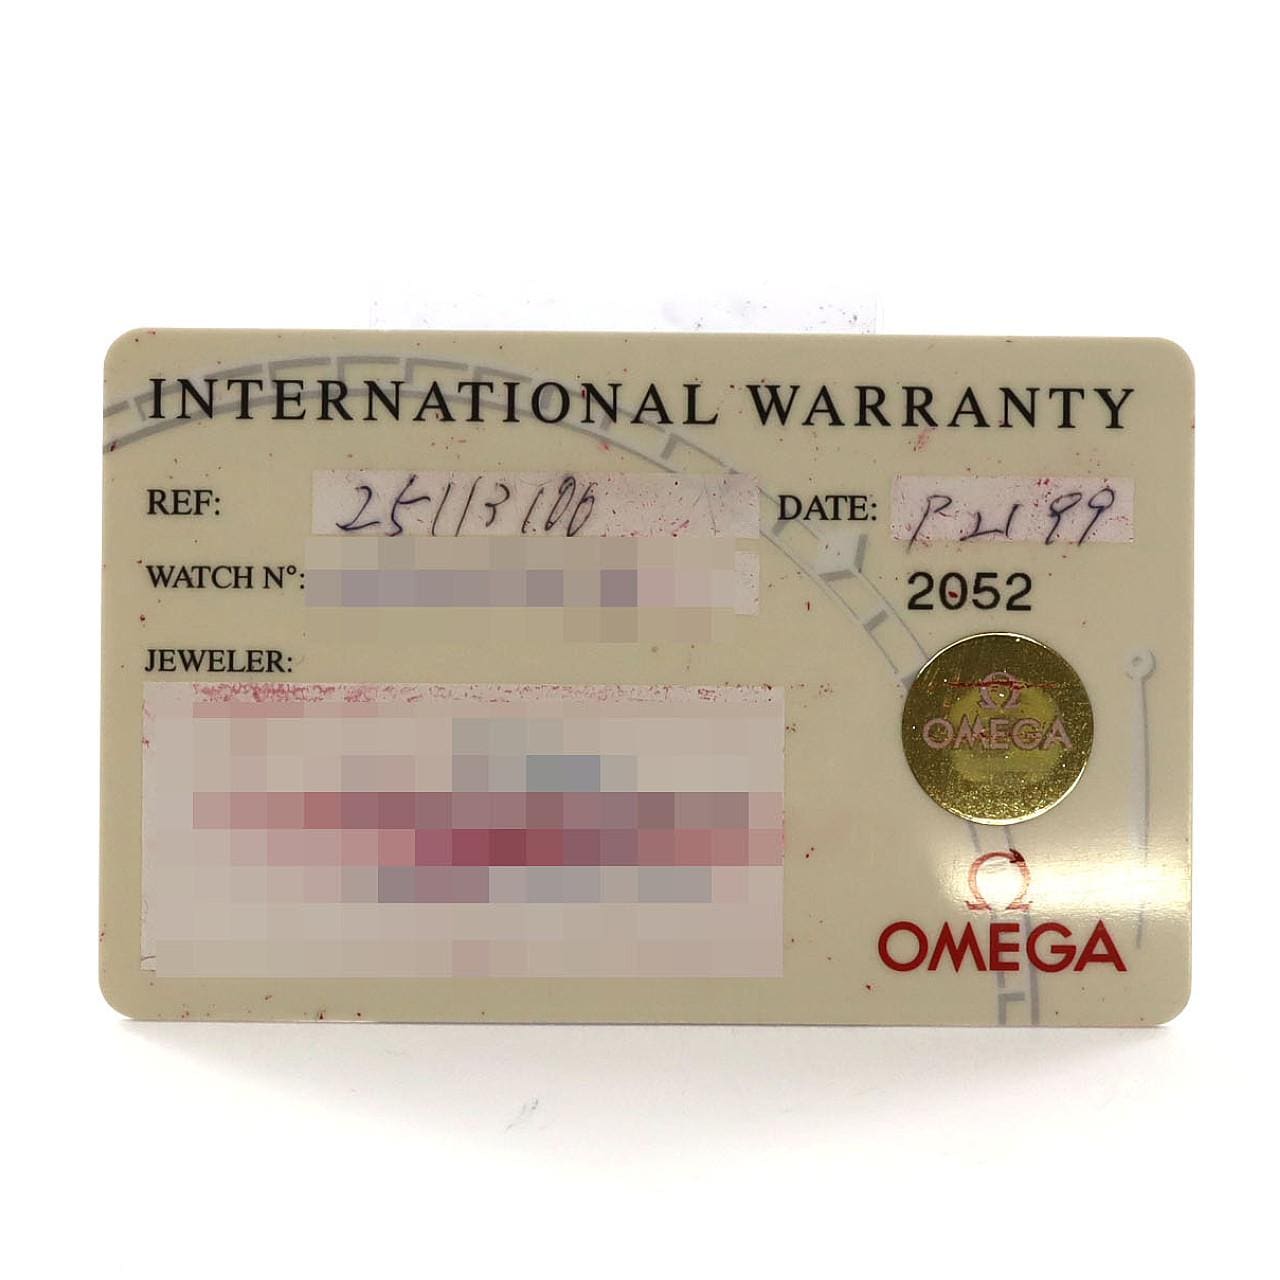 INTERNATIONAL WARRANTY
REF: 25113100 DATE:
WATCH N°: 2052
JEWELER:
Ω
OMEGA
Ω
OMEGA